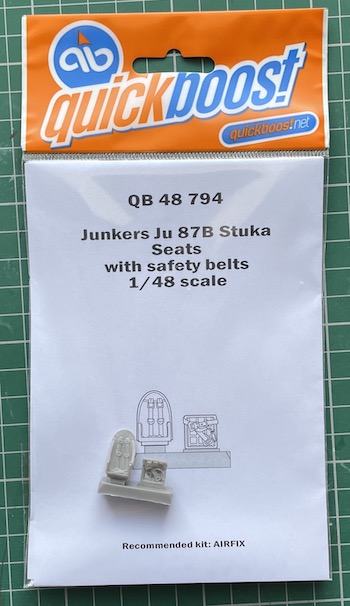 ab
quickboost
quickboost.net
QB 48 794
Junkers Ju 87B Stuka
Seats
with safety belts
1/48 scale
Recommended kit: AIRFIX